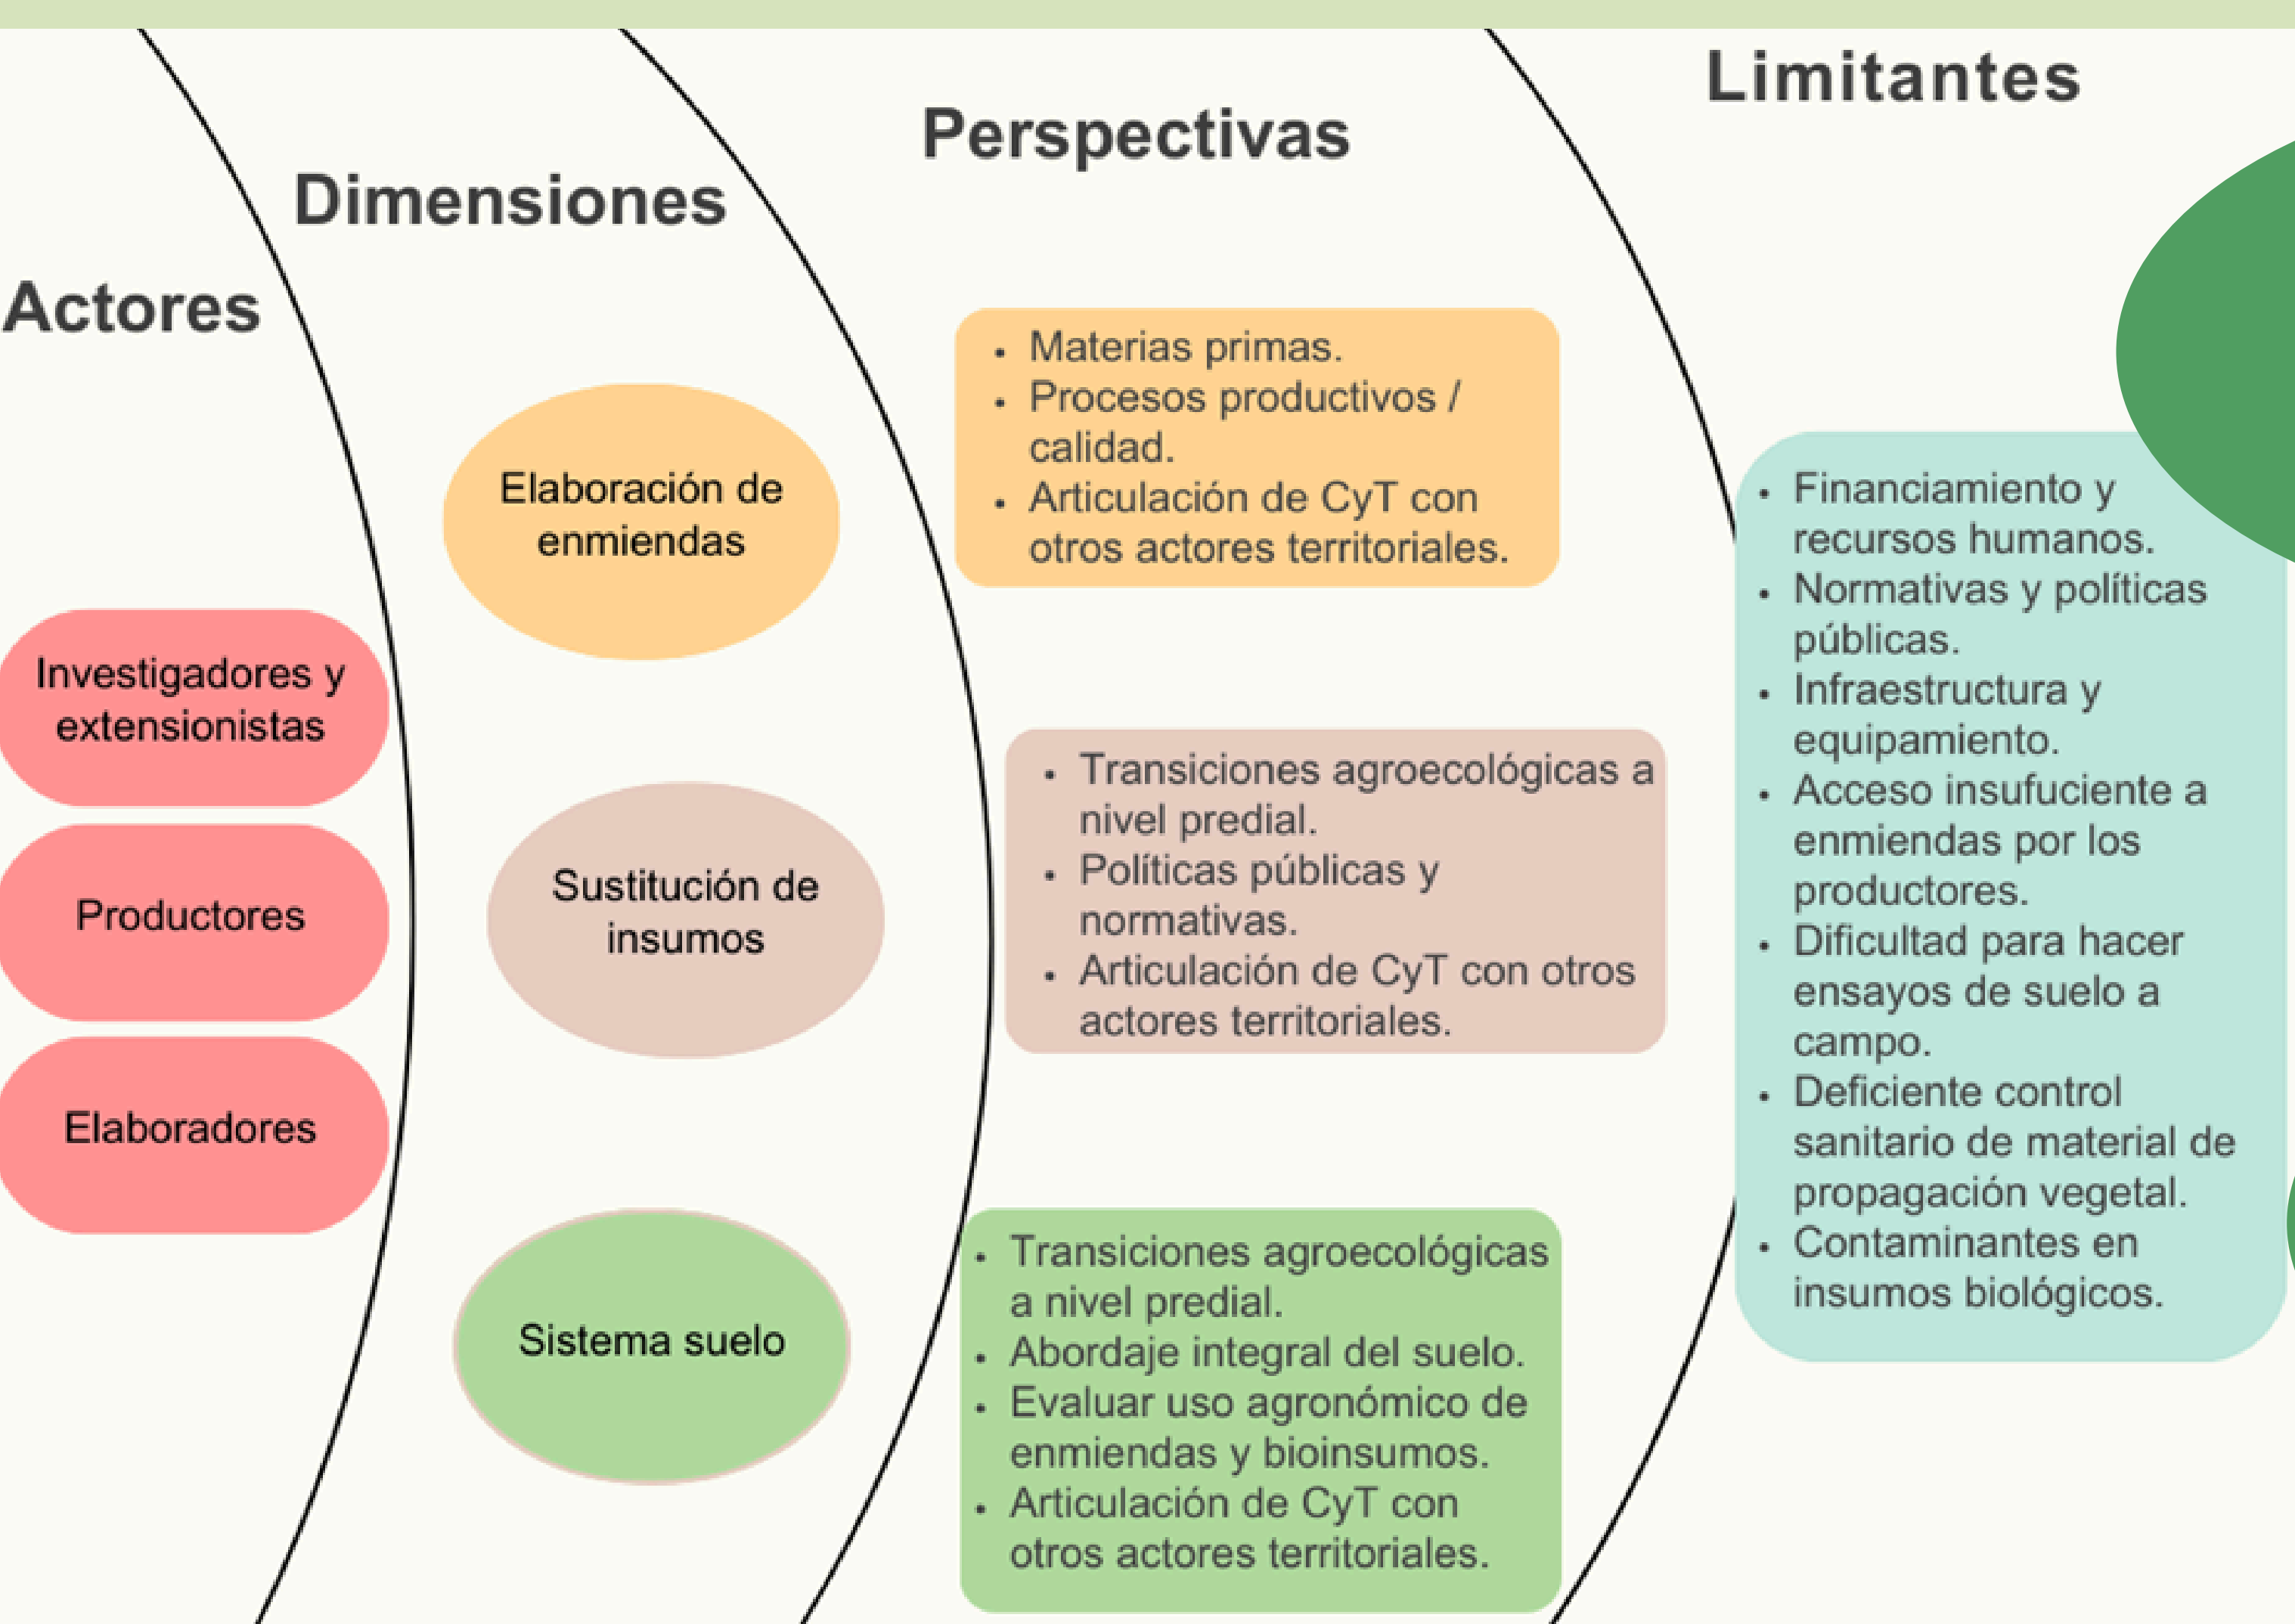 Actores
Investigadores y
extensionistas
Productores
Elaboradores
Dimensiones
Elaboración de
enmiendas
Sustitución de
insumos
Sistema suelo
Perspectivas
• Materias primas.
• Procesos productivos /
calidad.
• Articulación de CyT con
otros actores territoriales.
• Transiciones agroecológicas a
nivel predial.
• Políticas públicas y
normativas.
• Articulación de CyT con otros
actores territoriales.
• Transiciones agroecológicas
a nivel predial.
• Abordaje integral del suelo.
• Evaluar uso agronómico de
enmiendas y bioinsumos.
• Articulación de CyT con
otros actores territoriales.
Limitantes
• Financiamiento y
recursos humanos.
• Normativas y políticas
públicas.
• Infraestructura y
equipamiento.
• Acceso insufuciente a
enmiendas por los
productores.
• Dificultad para hacer
ensayos de suelo a
campo.
• Deficiente control
sanitario de material de
propagación vegetal.
• Contaminantes en
insumos biológicos.